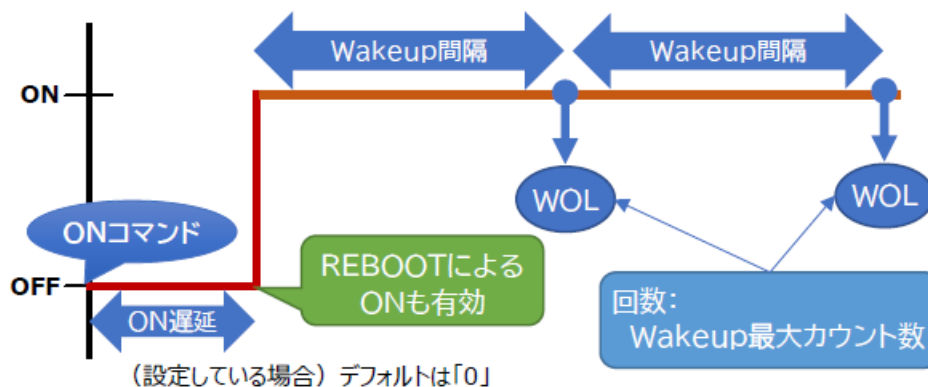 Wakeup間隔
Wakeup間隔
ON
WOL
WOL
ONコマンド
REBOOTによる
ONも有効
OFF
ON遅延
回数:
Wakeup最大カウント数
(設定している場合) デフォルトは「0」